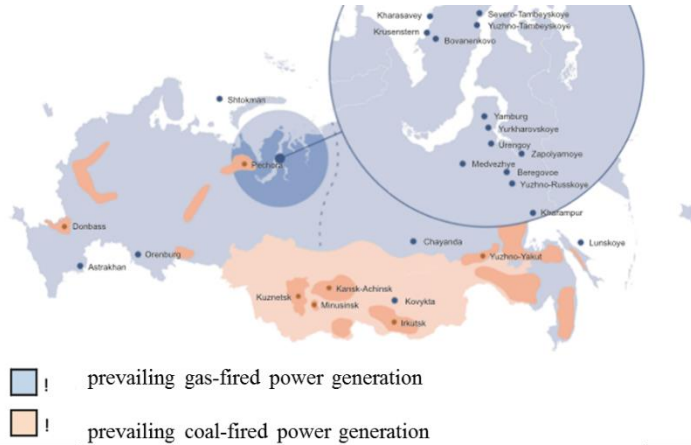 Kharasavey
Severo-Tambeyskoye
Yuzhno-Tambeyskoye
Krusenstern
Bovanenkovo
Shtokman
Yamburg
Yurkharovskoye
Urengoy
Zapolyarnoye
Medvezhye
Beregovoe
Yuzhno-Russkoye
Pechora
Kharampur
Donbass
Chayanda
Lunskoye
Orenburg
Astrakhan
Yuzhno-Yakut
Kansk-Achinsk
Kuznetsk
Minusinsk
Kovykta
Irkutsk
! prevailing gas-fired power generation
! prevailing coal-fired power generation